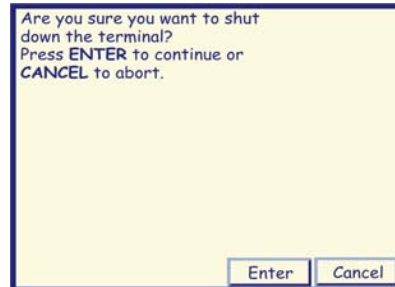 Are you sure you want to shut
down the terminal?
Press ENTER to continue or
CANCEL to abort.
Enter Cancel